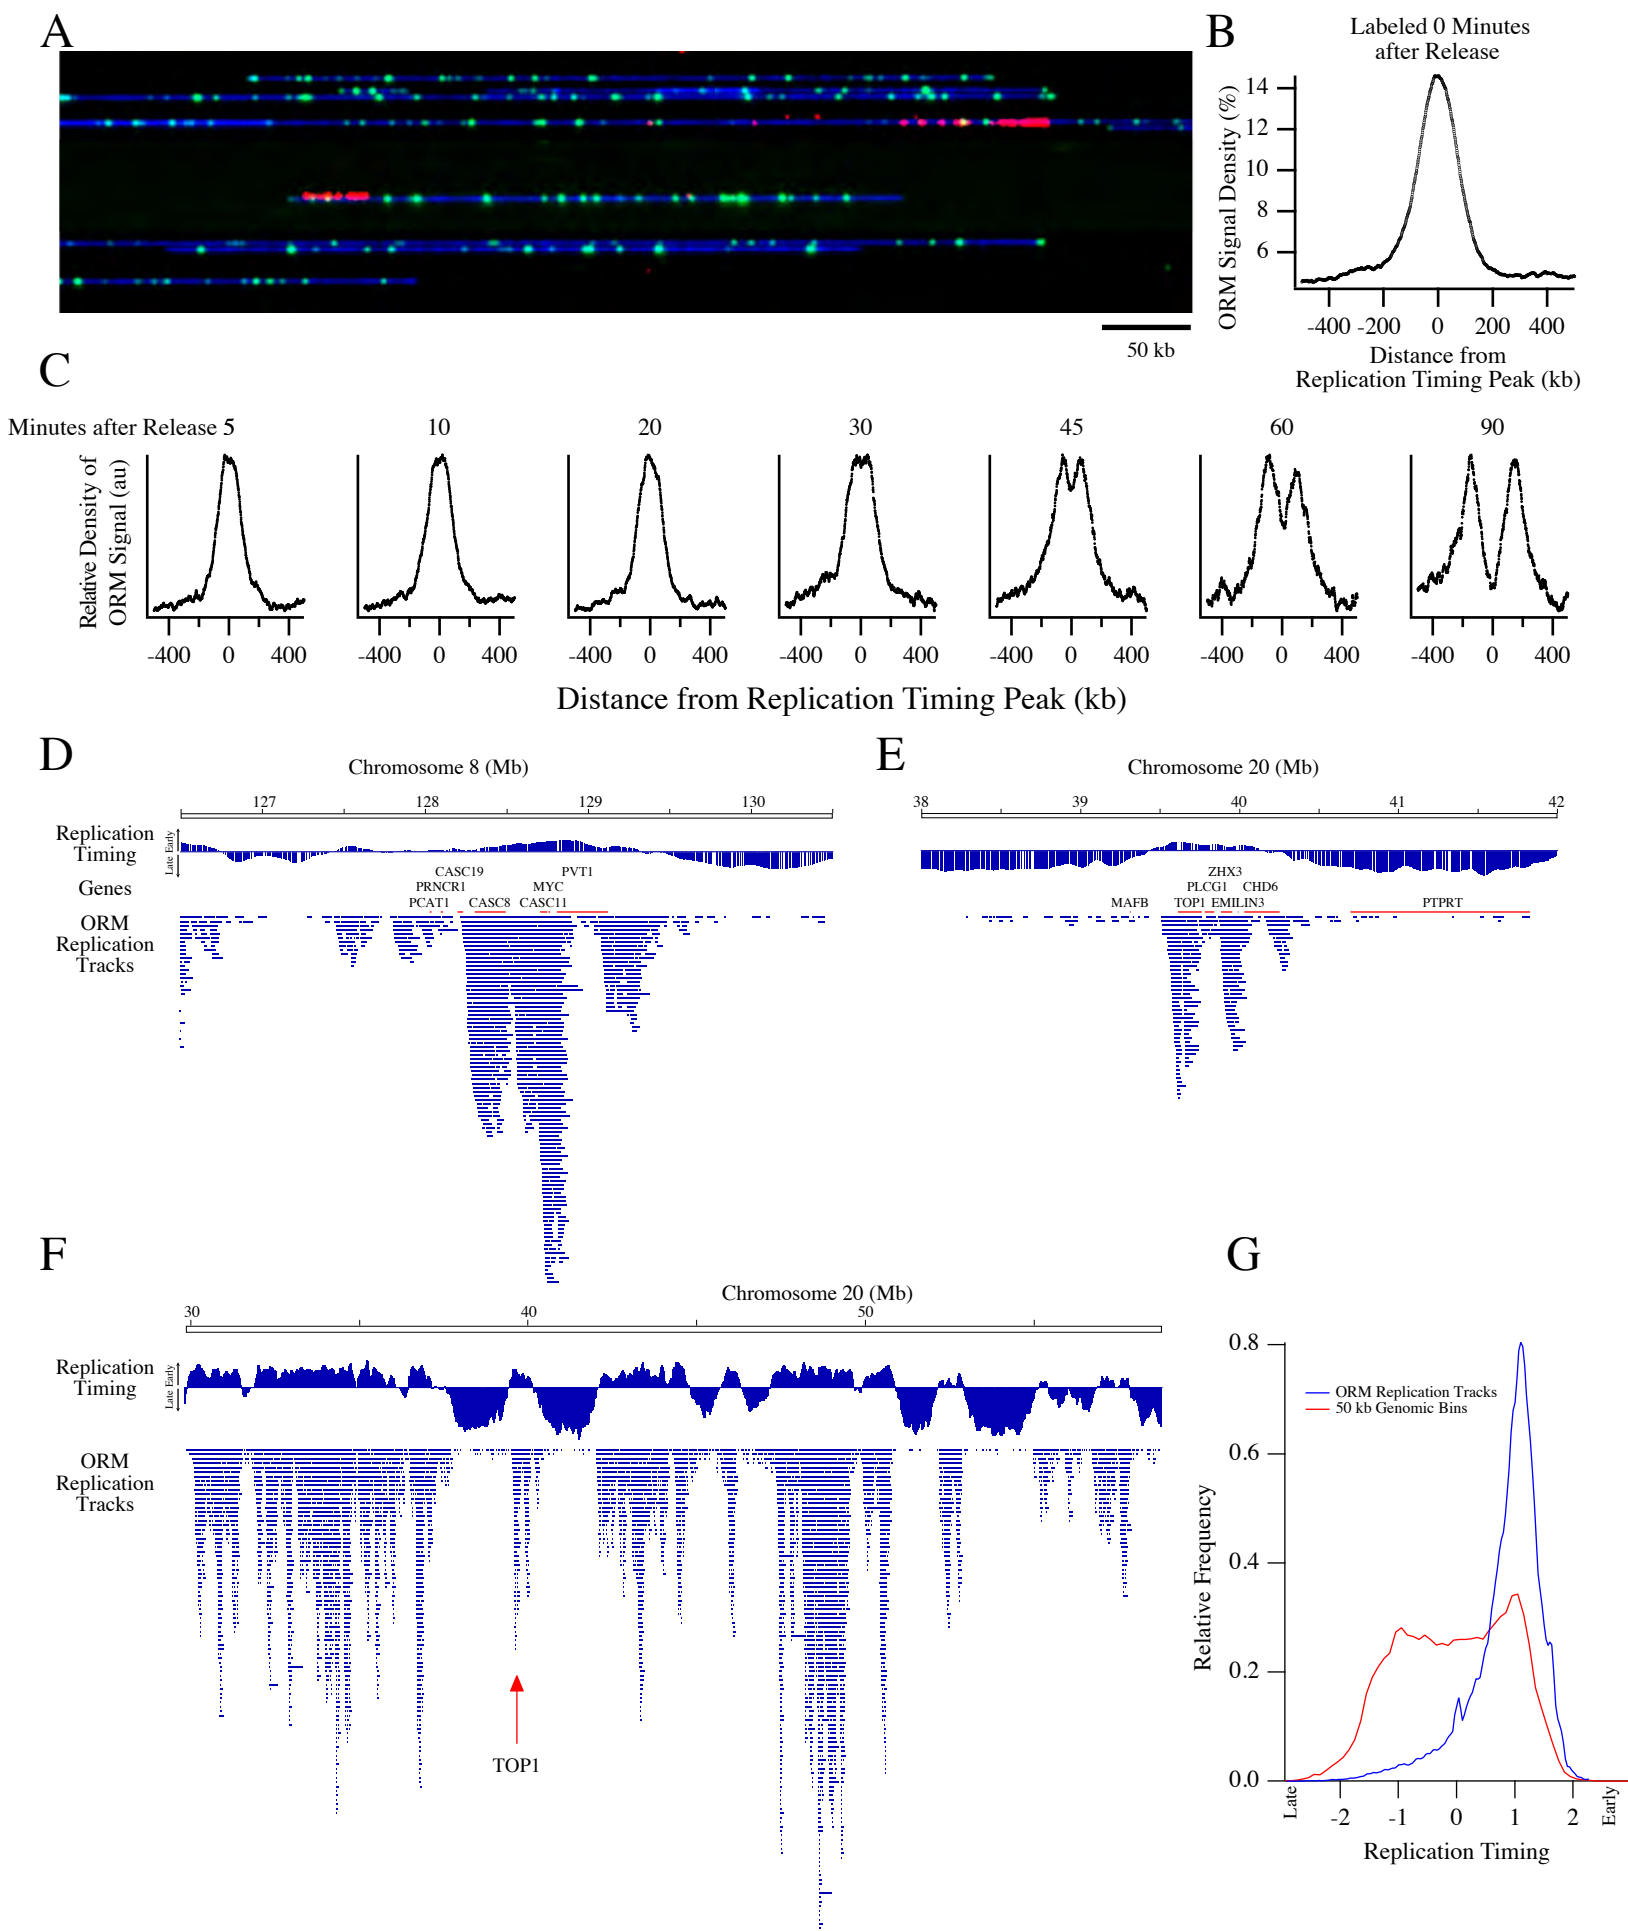 A
B
Labeled 0 Minutes
after Release
ORM Signal Density (%)
14
12
10
8
6
-400 -200 0 200 400
Distance from
Replication Timing Peak (kb)
50 kb
C
Minutes after Release 5 10 20 30 45 60 90
Relative Density of
ORM Signal (au)
-400 0 400 -400 0 400 -400 0 400 -400 0 400 -400 0 400 -400 0 400 -400 0 400
Distance from Replication Timing Peak (kb)
D
Chromosome 8 (Mb)
127 128 129 130
Replication
Timing
Late Early
CASC19 PVT1
Genes
PRNCR1 MYC
PCAT1 CASC8 CASC11
ORM
Replication
Tracks
E
Chromosome 20 (Mb)
38 39 40 41 42
ZHX3
PLCG1 CHD6
MAFB TOP1 EMILIN3 PTPRT
F
Chromosome 20 (Mb)
30 40 50
Replication
Timing
Late Early
ORM
Replication
Tracks
TOP1
G
0.8
0.6
0.4
0.2
0.0
Relative Frequency
ORM Replication Tracks
50 kb Genomic Bins
Late -2 -1 0 1 2 Early
Replication Timing